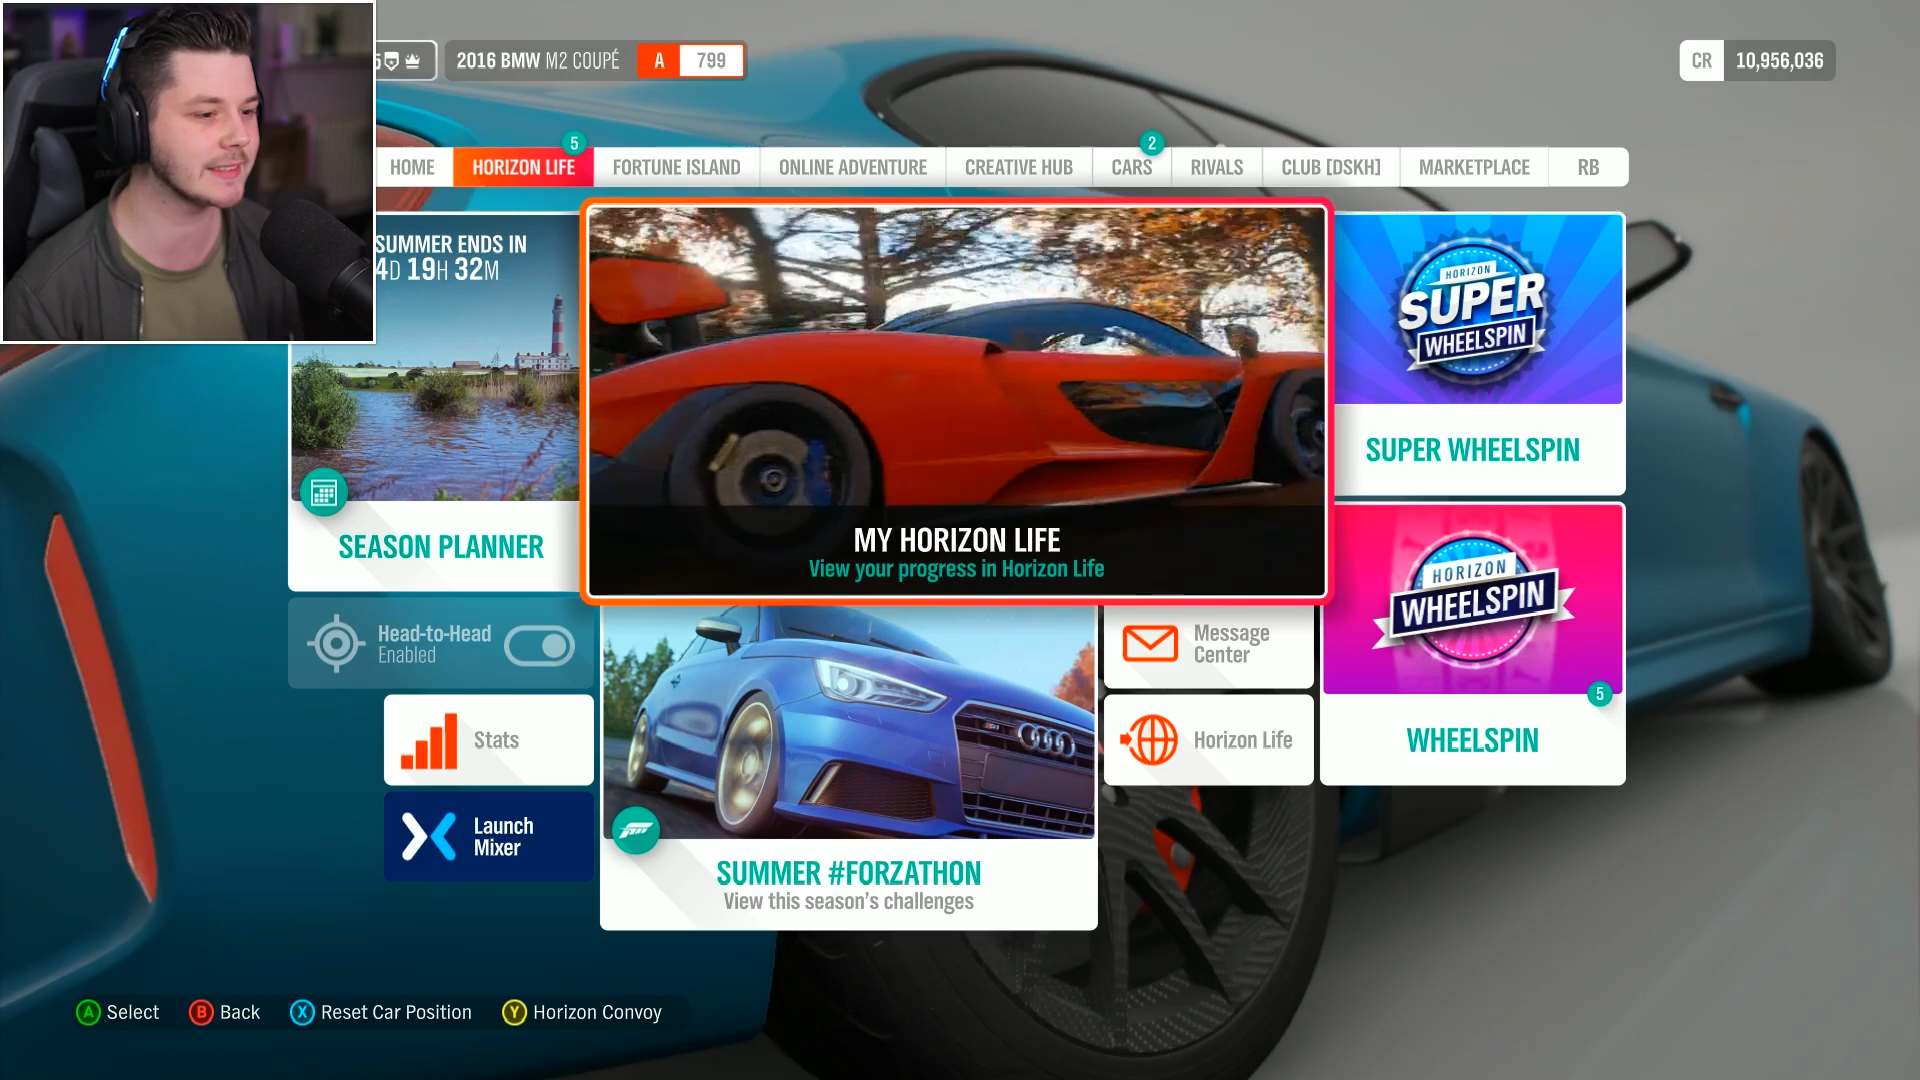 5
2016 BMW M2 COUPÉ
A 799
CR 10,956,036
5
2
HOME
HORIZON LIFE
FORTUNE ISLAND
ONLINE ADVENTURE
CREATIVE HUB
CARS
RIVALS
CLUB [DSKH]
MARKETPLACE
RB
SUMMER ENDS IN
4D 19H 32M
SEASON PLANNER
MY HORIZON LIFE
View your progress in Horizon Life
HORIZON
SUPER
WHEELSPIN
SUPER WHEELSPIN
Head-to-Head
Enabled
Stats
Launch
Mixer
SUMMER #FORZATHON
View this season's challenges
Message
Center
Horizon Life
HORIZON
WHEELSPIN
5
WHEELSPIN
A Select
B Back
X Reset Car Position
Y Horizon Convoy